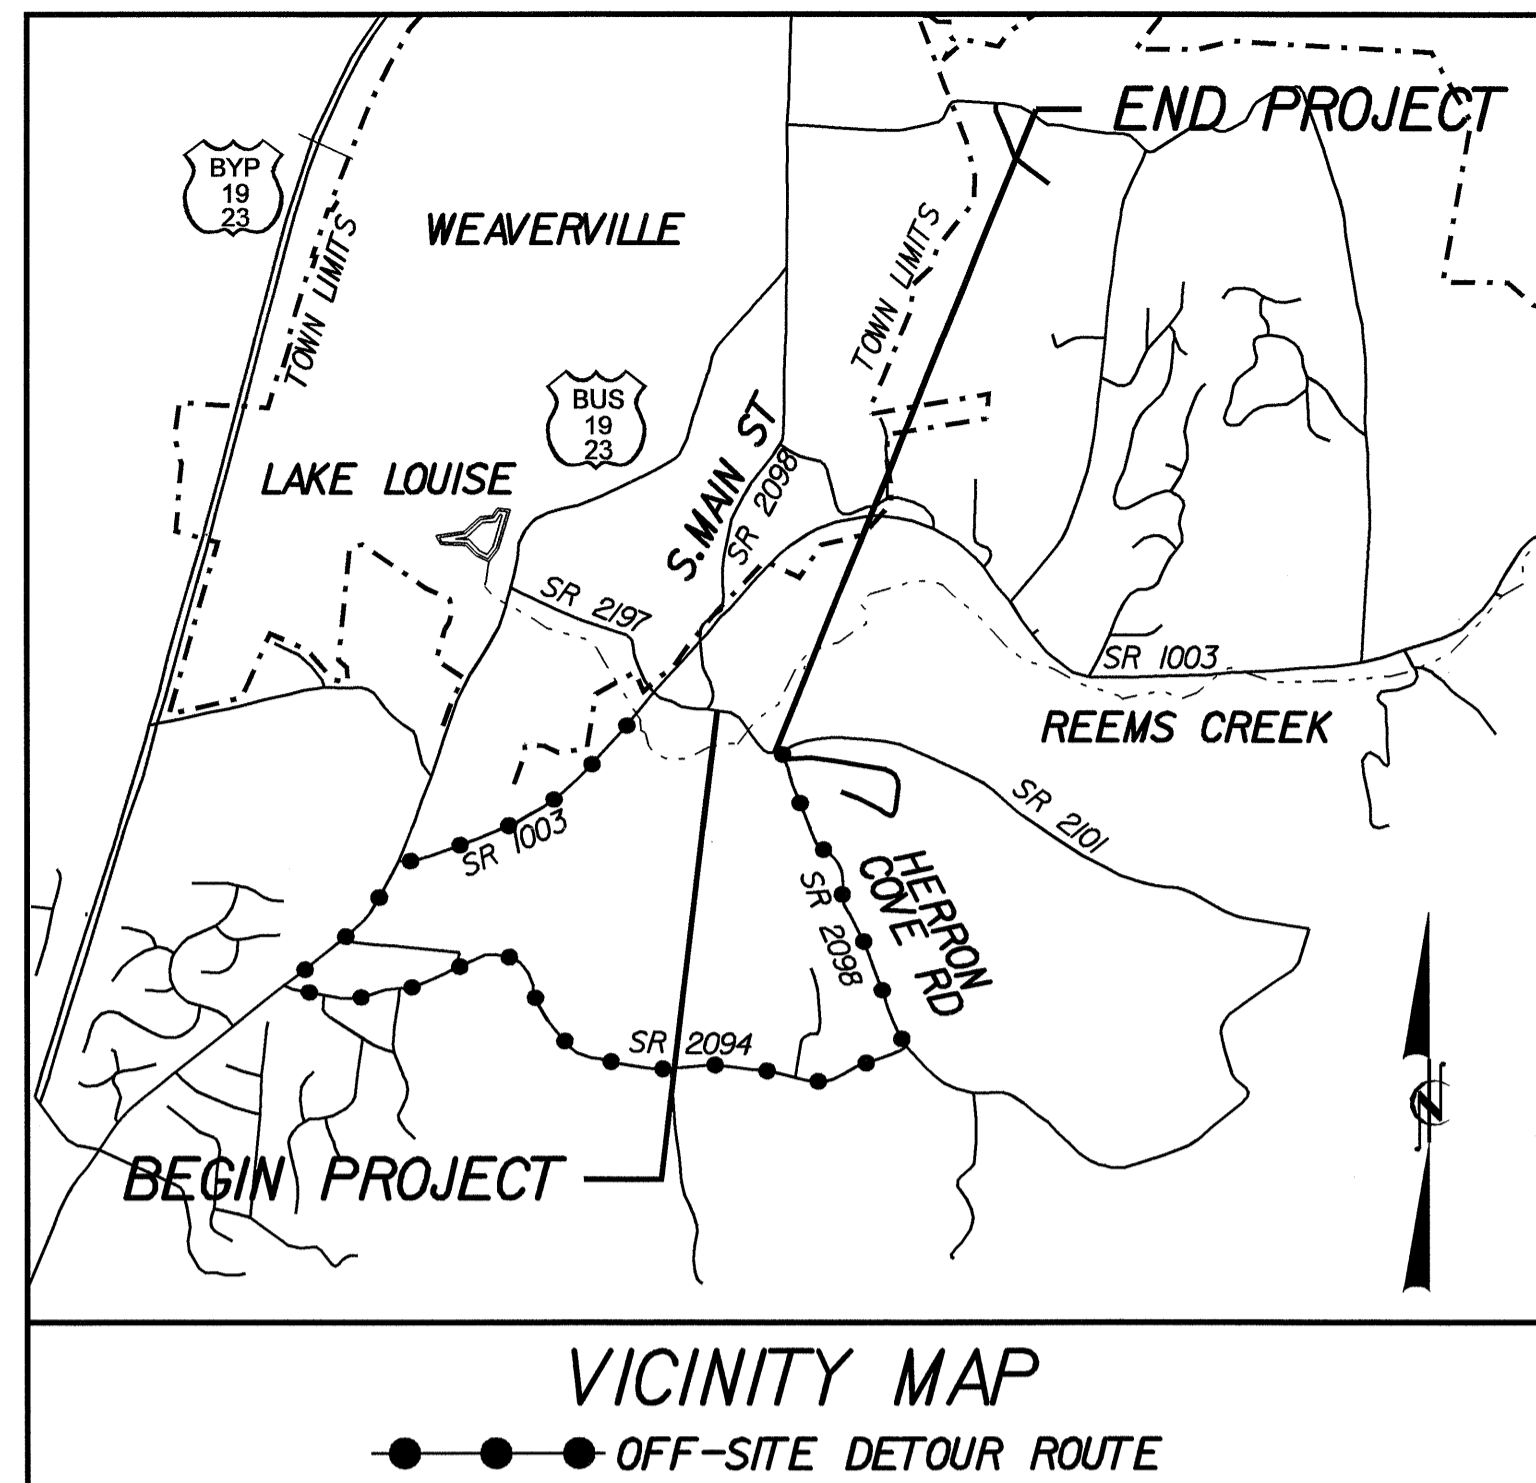 END PROJECT
BYP
19
23
WEAVERVILLE
TOWN LIMITS
TOWN LIMITS
BUS
19
23
LAKE LOUISE
S. MAIN ST
SR 2098
SR 2197
SR 1003
REEMS CREEK
SR 1003
SR 2101
HERRON
COVE RD
SR 2098
SR 2094
BEGIN PROJECT
N
VICINITY MAP
OFF-SITE DETOUR ROUTE